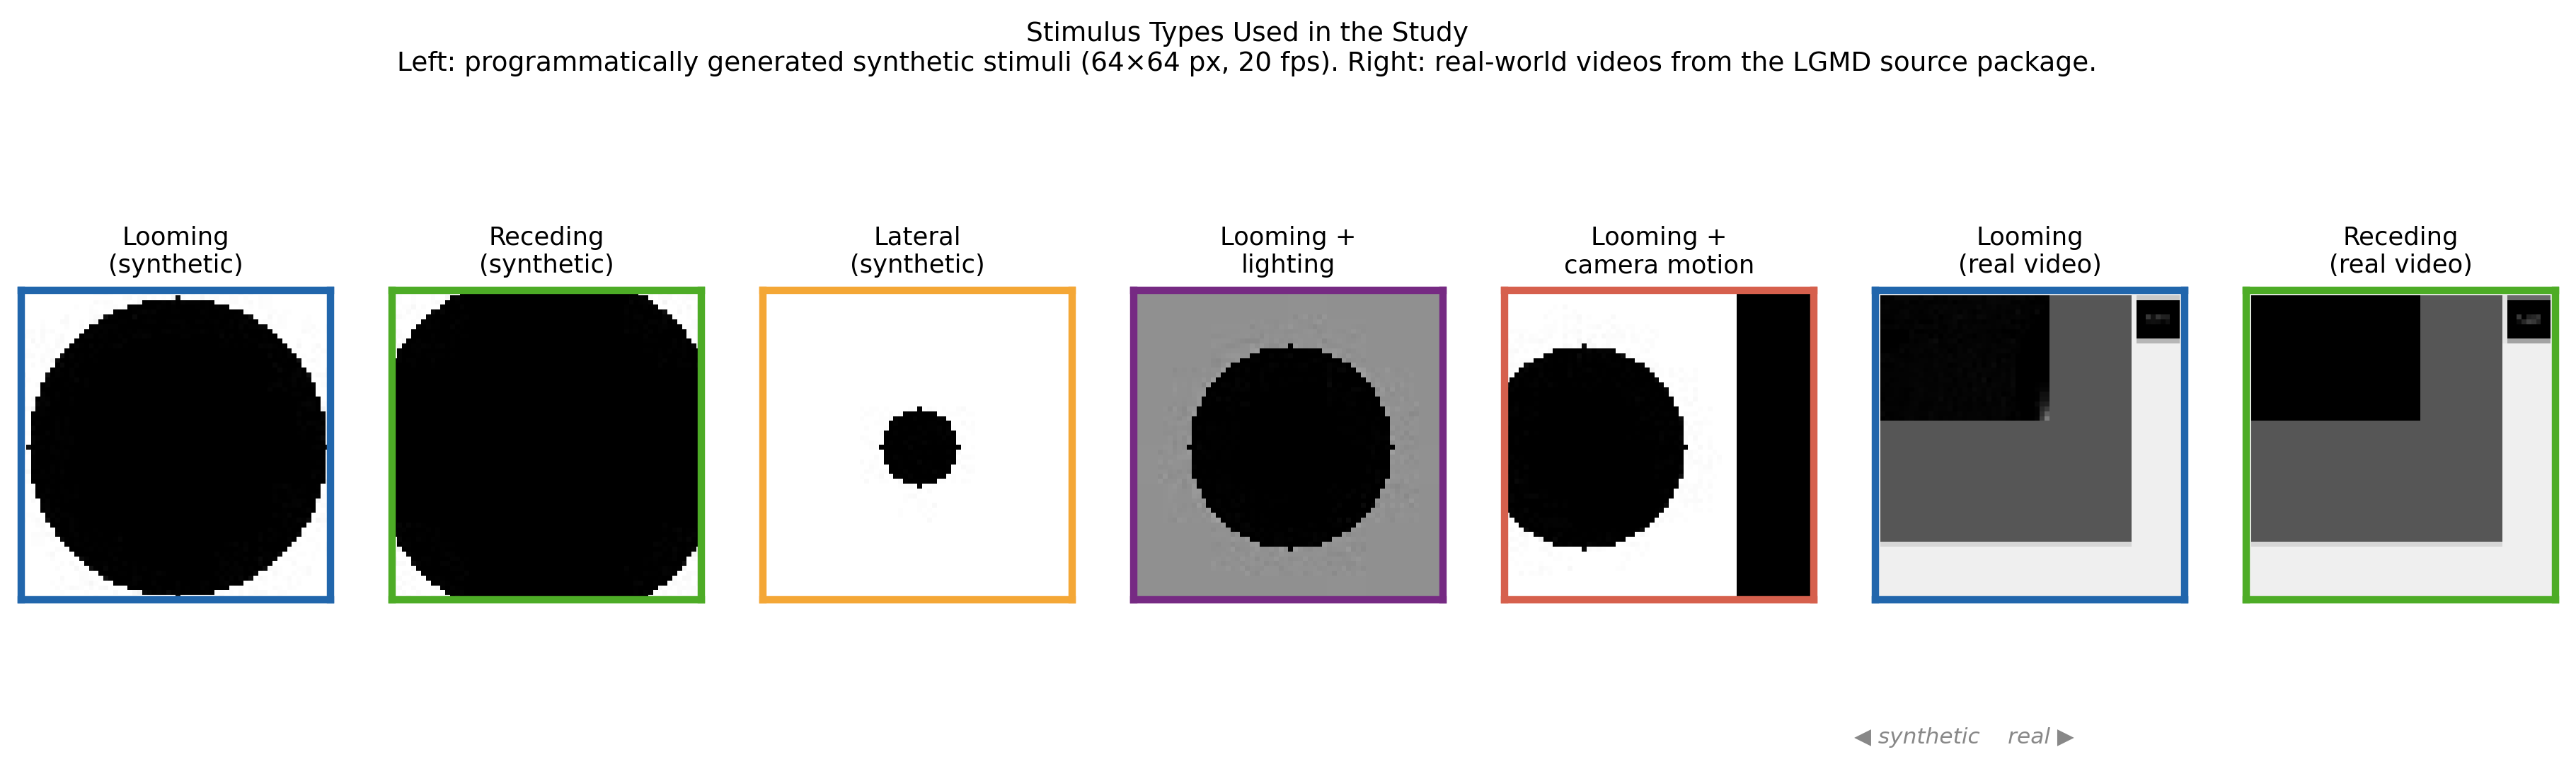 Stimulus Types Used in the Study
Left: programmatically generated synthetic stimuli (64×64 px, 20 fps). Right: real-world videos from the LGMD source package.
Looming
(synthetic)
Receding
(synthetic)
Lateral
(synthetic)
Looming +
lighting
Looming +
camera motion
Looming
(real video)
Receding
(real video)
◀ synthetic real ▶